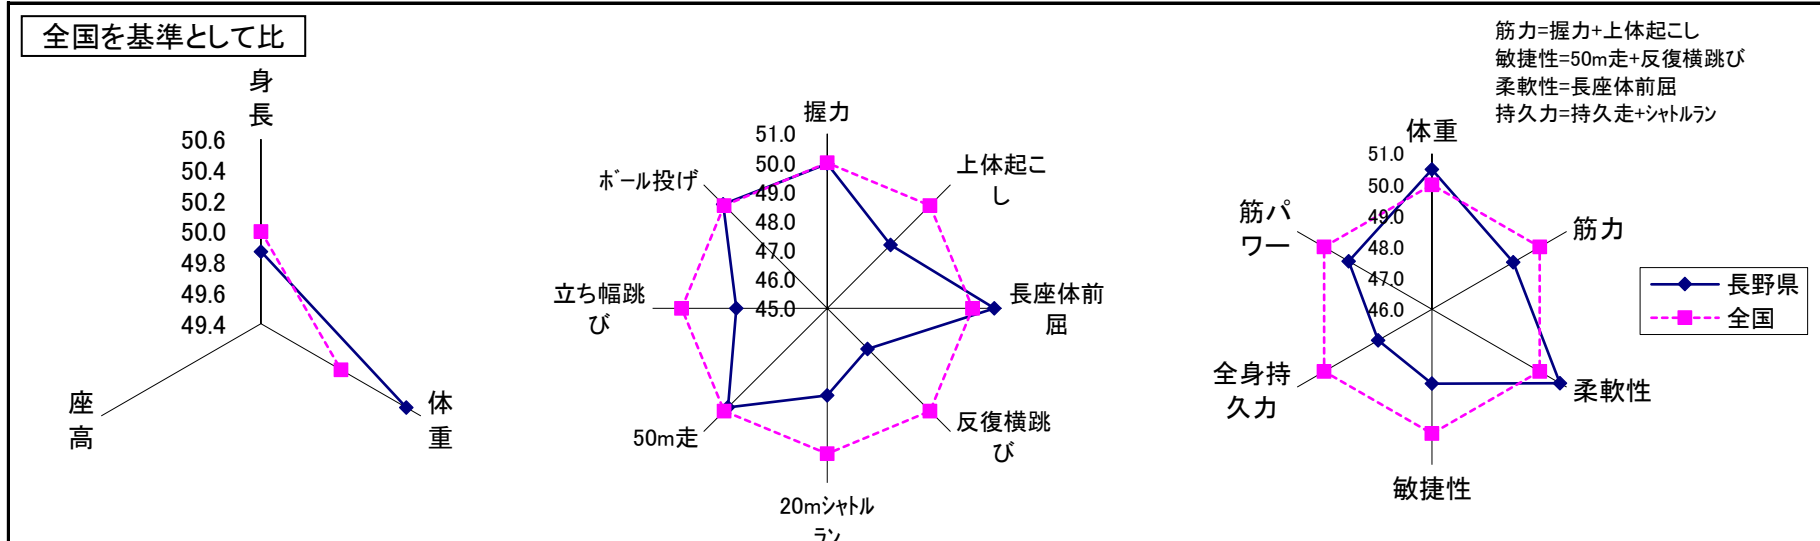 全国を基準として比
身
長
50.6
50.4
50.2
50.0
49.8
49.6
49.4
座
高
体
重
握力
51.0
50.0
49.0
48.0
47.0
46.0
45.0
上体起こ
し
長座体前
屈
反復横跳
び
20mｼｬﾄﾙ
ﾗﾝ
50m走
立ち幅跳
び
ﾎﾞｰﾙ投げ
筋力=握力+上体起こし
敏捷性=50m走+反復横跳び
柔軟性=長座体前屈
持久力=持久走+ｼｬﾄﾙﾗﾝ
体重
51.0
50.0
49.0
48.0
47.0
46.0
筋力
柔軟性
敏捷性
全身持
久力
筋パ
ワー
長野県
全国